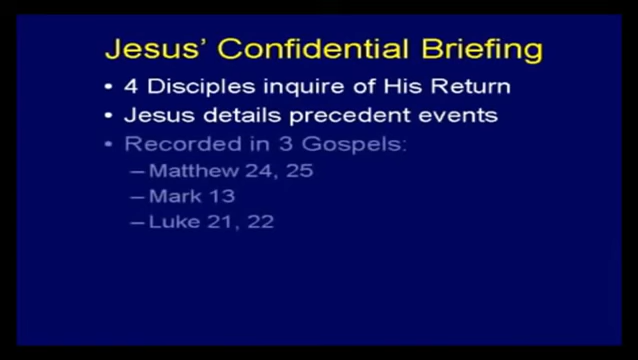 Jesus' Confidential Briefing
• 4 Disciples inquire of His Return
• Jesus details precedent events
• Recorded in 3 Gospels:
–Matthew 24, 25
–Mark 13
–Luke 21, 22